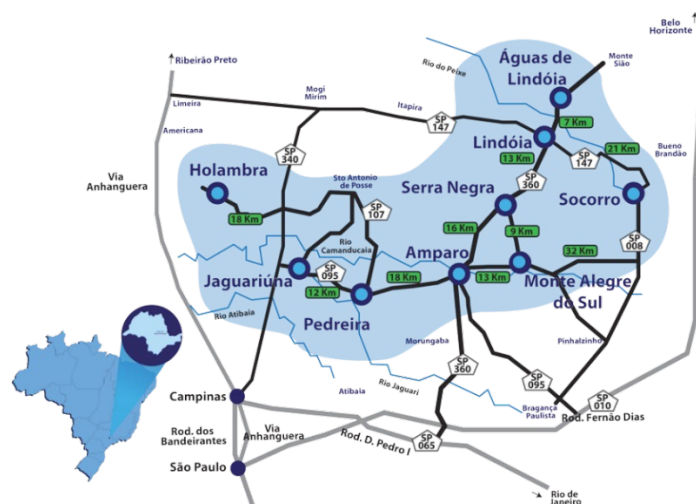 Belo
Horizonte
Ribeirão Preto
Águas de
Lindóia
Monte
Sião
Rio do Peixe
Mogi
Mirim
Limeira
Itapira
7 Km
Americana
SP
147
Lindóia
21 Km
SP
340
13 Km
SP
147
Bueno
Brandão
Via
Anhanguera
Holambra
Sto Antonio
de Posse
Serra Negra
SP
360
Socorro
18 Km
SP
107
16 Km
9 Km
SP
008
Rio
Camanducaia
Amparo
32 Km
Jaguariúna
SP
095
18 Km
13 Km
Monte Alegre
do Sul
12 Km
Pedreira
Rio Atibaia
Morungaba
Pinhalzinho
SP
360
SP
095
Atibaia
Rio Jaguari
Campinas
Bragança
Paulista
SP
010
Rod. Fernão Dias
Rod. dos
Bandeirantes
Via
Anhanguera
Rod. D. Pedro I
SP
065
São Paulo
Rio de
Janeiro